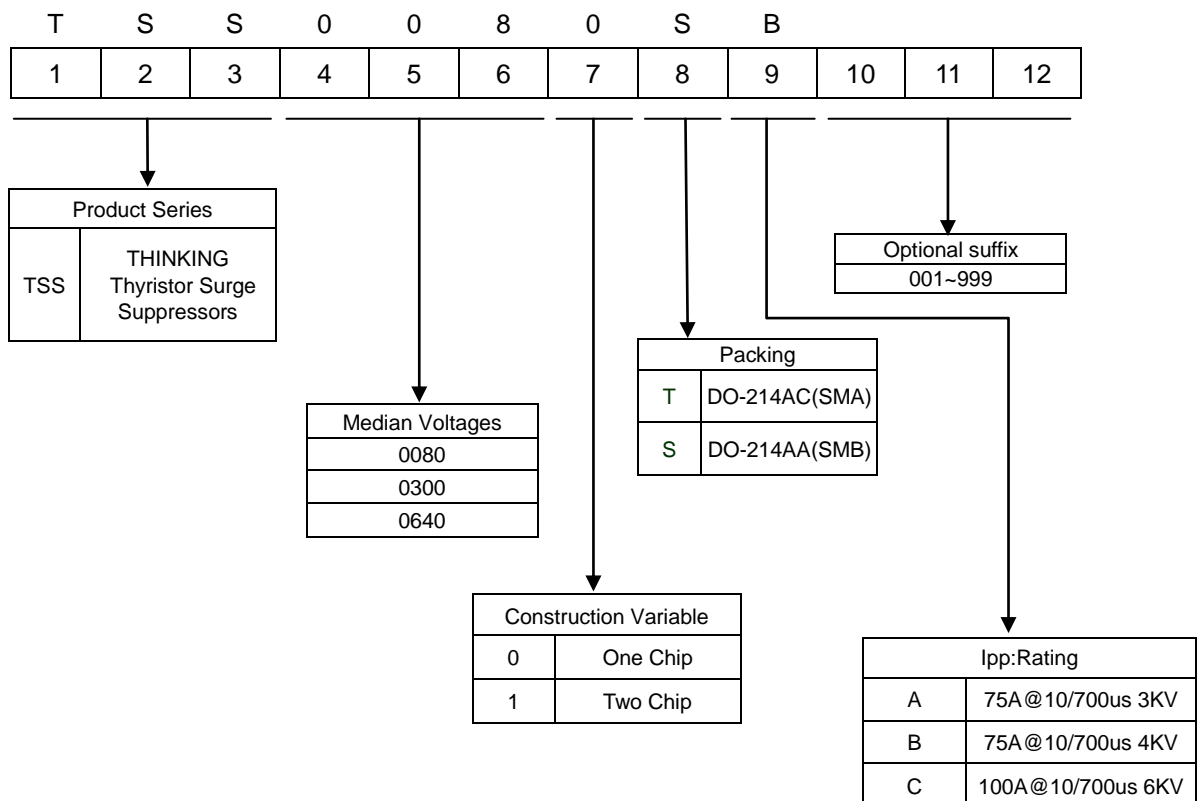 T S S 0 0 8 0 S B
1 2 3 4 5 6 7 8 9 10 11 12
Product Series
TSS
THINKING
Thyristor Surge
Suppressors
Optional suffix
001~999
Packing
T DO-214AC(SMA)
S DO-214AA(SMB)
Median Voltages
0080
0300
0640
Construction Variable
0 One Chip
1 Two Chip
Ipp:Rating
A 75A@10/700us 3KV
B 75A@10/700us 4KV
C 100A@10/700us 6KV